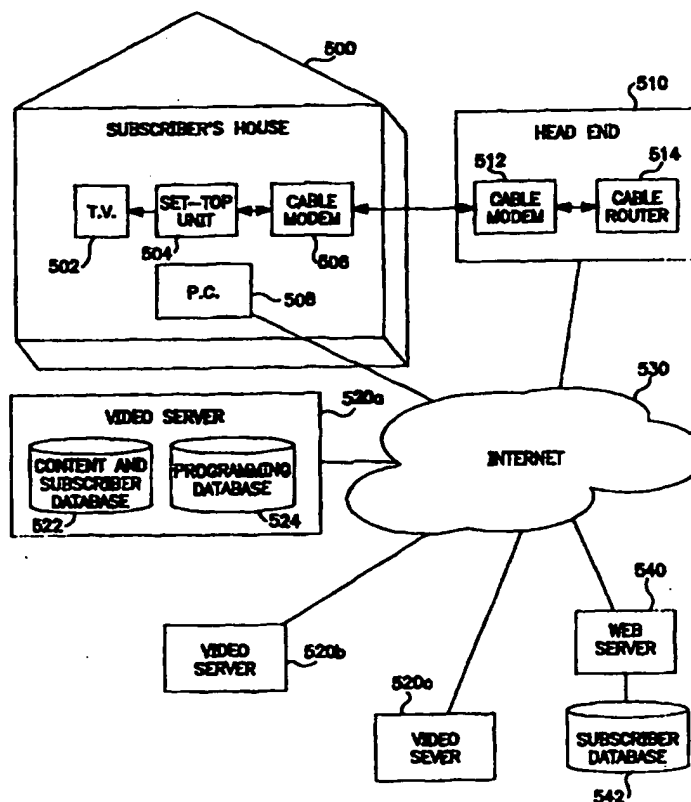 500
SUBSCRIBER'S HOUSE
T.V.
502
SET-TOP
UNIT
504
CABLE
MODEM
506
P.C.
508
510
HEAD END
512
CABLE
MODEM
514
CABLE
ROUTER
530
INTERNET
520a
VIDEO SERVER
CONTENT AND
SUBSCRIBER
DATABASE
522
PROGRAMMING
DATABASE
524
VIDEO
SERVER
520b
520c
VIDEO
SEVER
540
WEB
SERVER
SUBSCRIBER
DATABASE
542